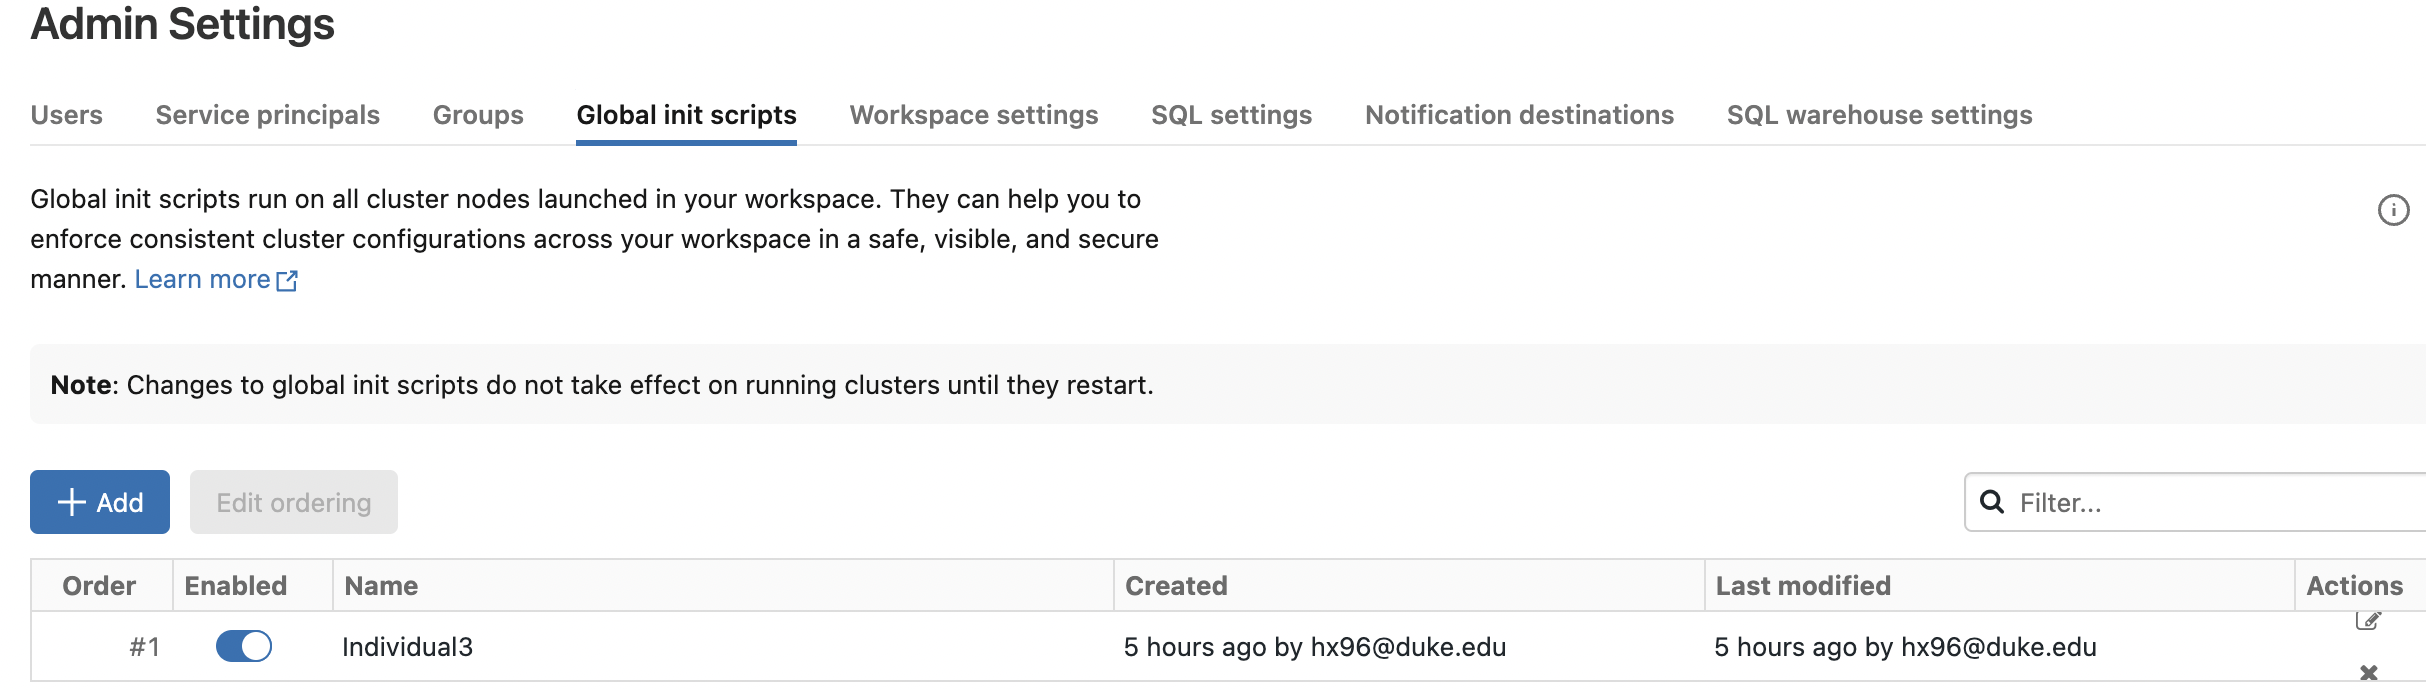 Admin Settings
Users Service principals Groups Global init scripts Workspace settings SQL settings Notification destinations SQL warehouse settings
Global init scripts run on all cluster nodes launched in your workspace. They can help you to
enforce consistent cluster configurations across your workspace in a safe, visible, and secure
manner. Learn more
Note: Changes to global init scripts do not take effect on running clusters until they restart.
Add Edit ordering Filter...
Order Enabled Name Created Last modified Actions
#1 Individual3 5 hours ago by hx96@duke.edu 5 hours ago by hx96@duke.edu